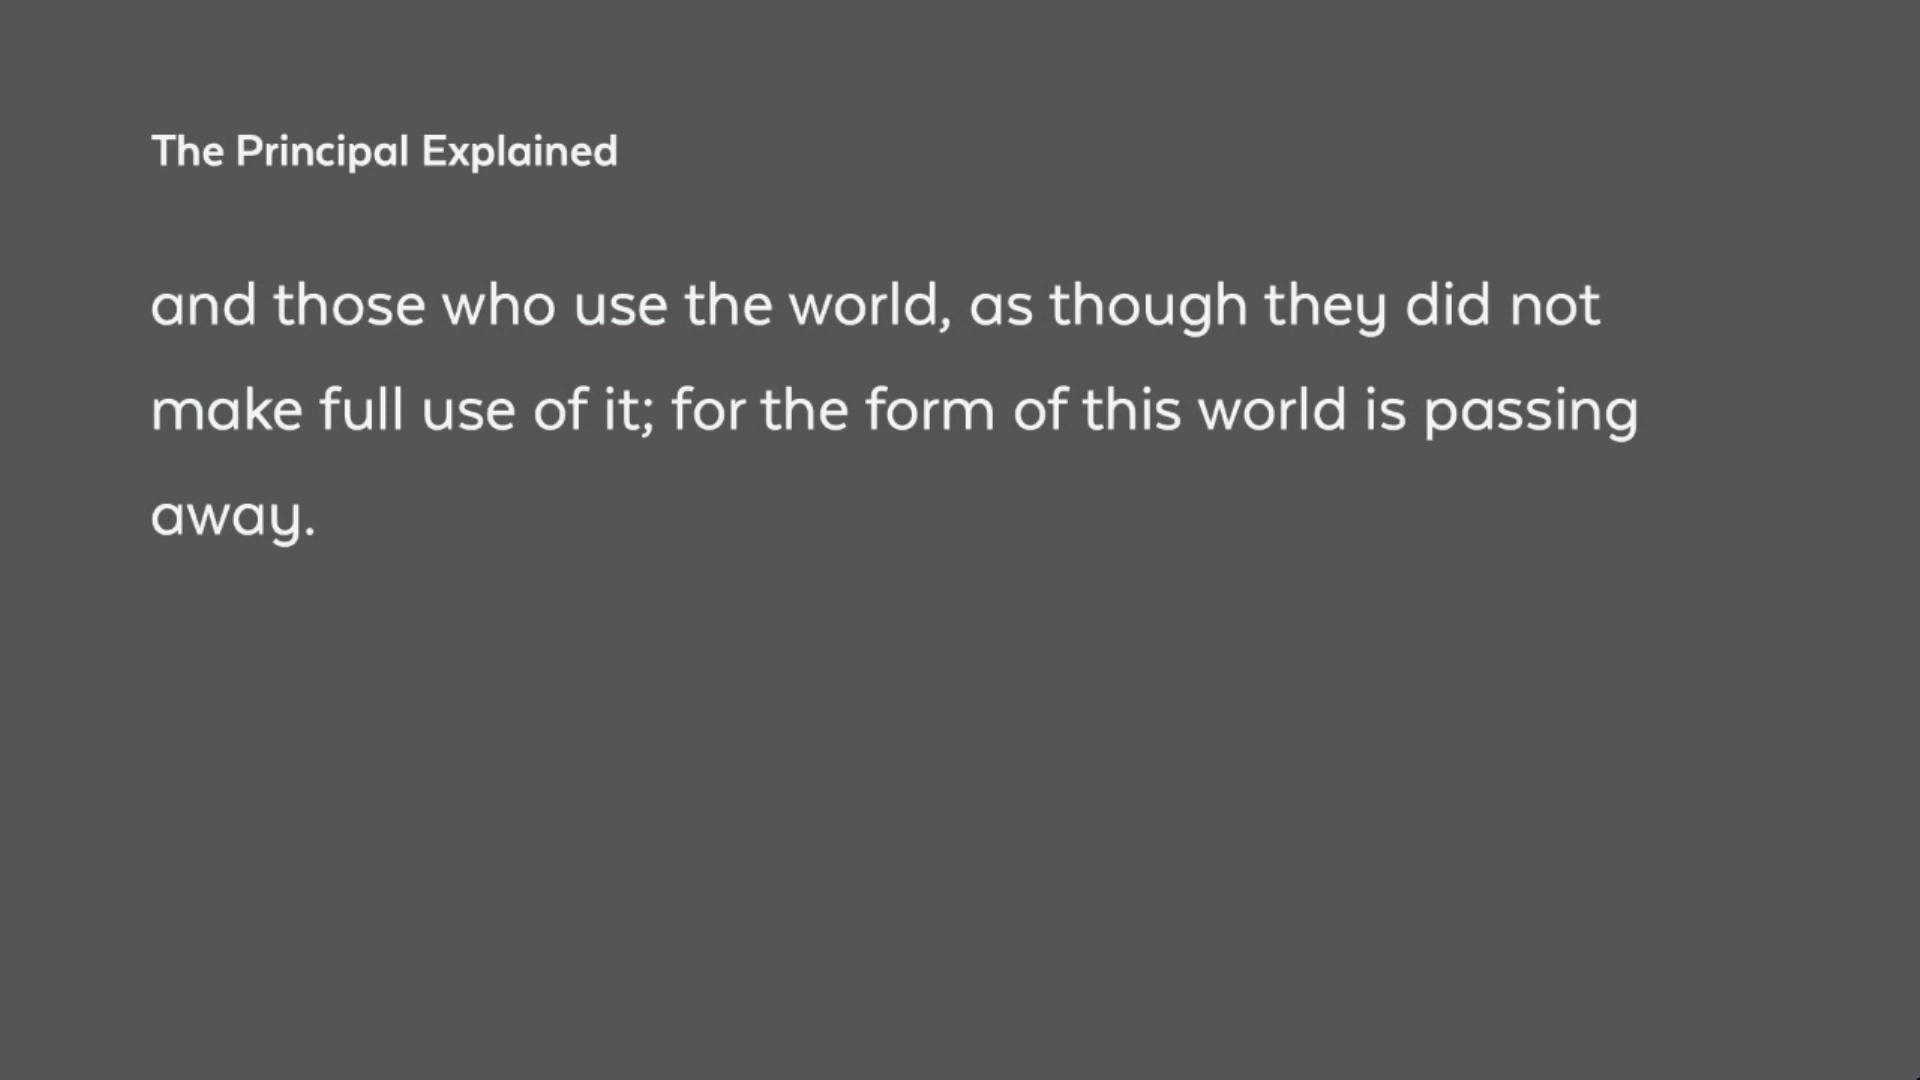 The Principal Explained
and those who use the world, as though they did not
make full use of it; for the form of this world is passing
away.